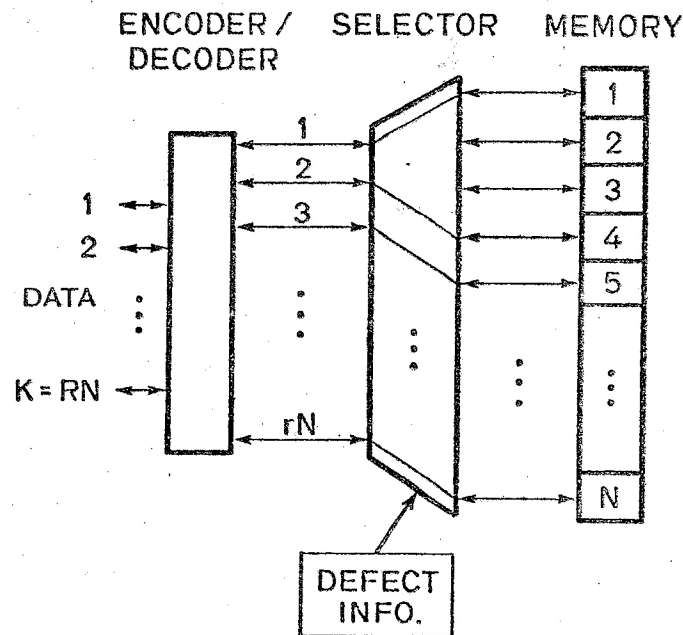 ENCODER /
DECODER
SELECTOR
MEMORY
1
2
3
rN
1
2
DATA
K = RN
1
2
3
4
5
N
DEFECT
INFO.